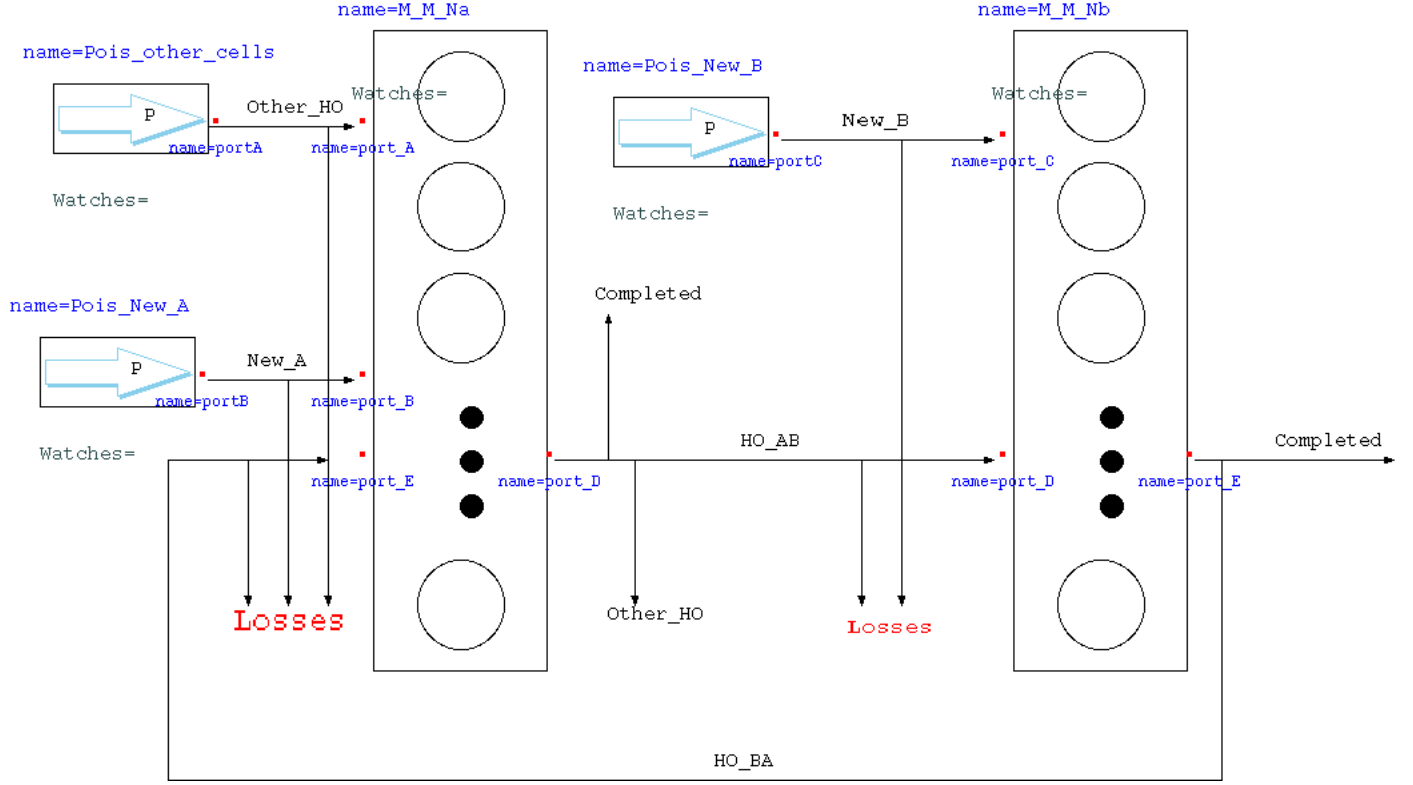 name=M_M_Na
name=M_M_Nb
name=Pois_other_cells
name=Pois_New_B
Watches=
Watches=
Other_HO
P
New_B
P
name=portA
name=port_A
name=portC
name=port_C
Watches=
Watches=
Completed
name=Pois_New_A
New_A
P
name=portB
name=port_B
HO_AB
Completed
Watches=
name=port_E
name=port_D
name=port_D
name=port_E
Losses
Other_HO
Losses
HO_BA